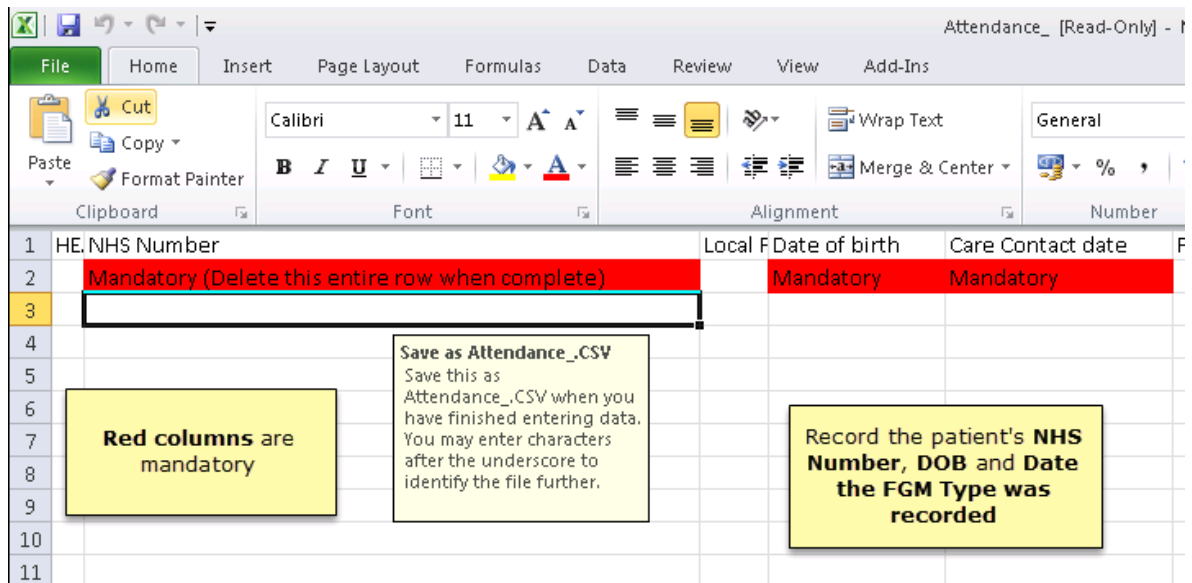 Attendance_ [Read-Only] -
File Home Insert Page Layout Formulas Data Review View Add-Ins
Cut
Calibri 11 A A Wrap Text General
Copy
Paste
Format Painter B I U A Merge & Center % ,
Clipboard Font Alignment Number
1 HE. NHS Number Local F Date of birth Care Contact date F
2 Mandatory (Delete this entire row when complete) Mandatory Mandatory
3
4
5
6
7
8
9
10
11
Save as Attendance_.CSV
Save this as
Attendance_.CSV when you
have finished entering data.
You may enter characters
after the underscore to
identify the file further.
Red columns are
mandatory
Record the patient's NHS
Number, DOB and Date
the FGM Type was
recorded